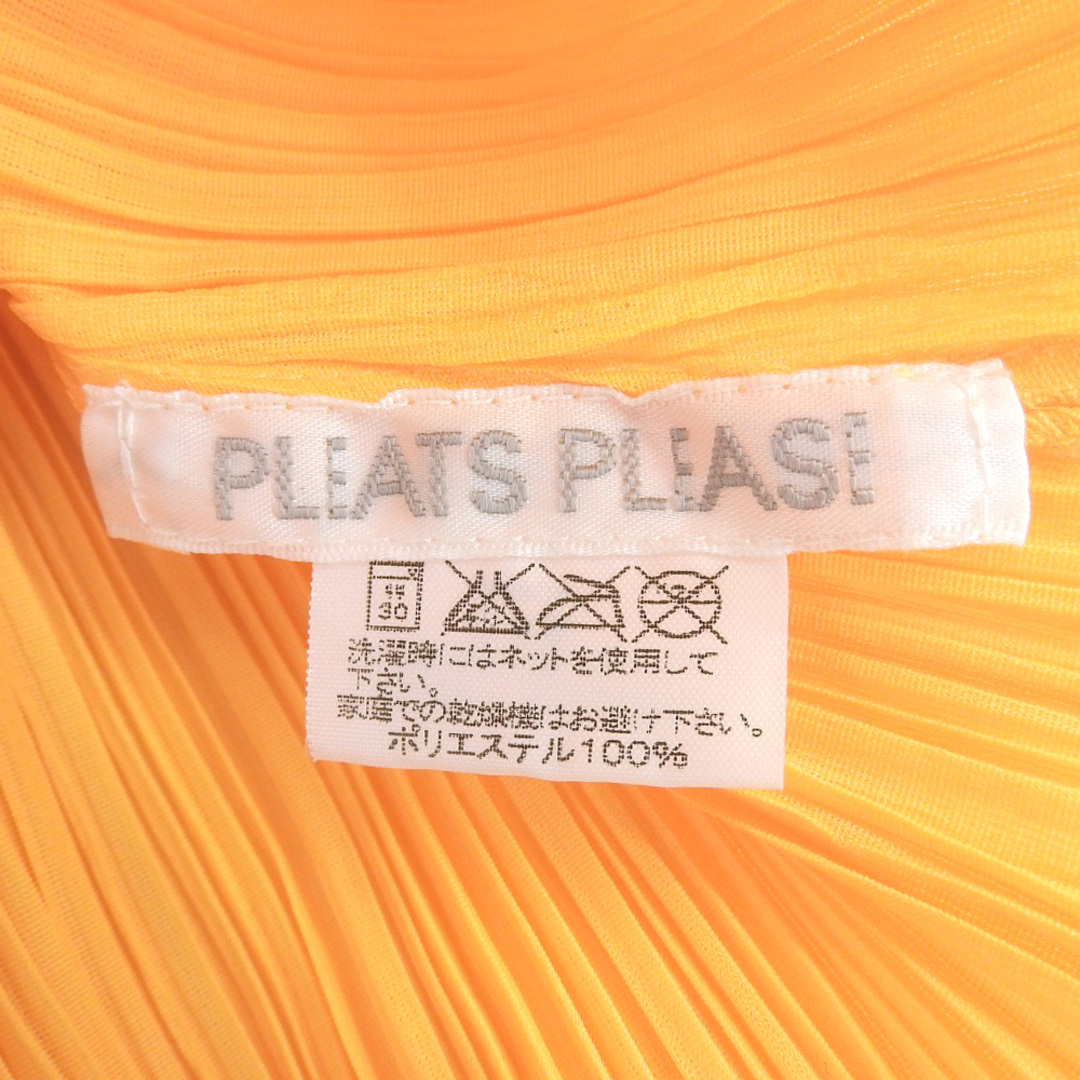 PLEATS PLEASE
30
洗濯時にはネットを使用して
下さい。
家庭での乾燥機はお避け下さい。
ポリエステル100%